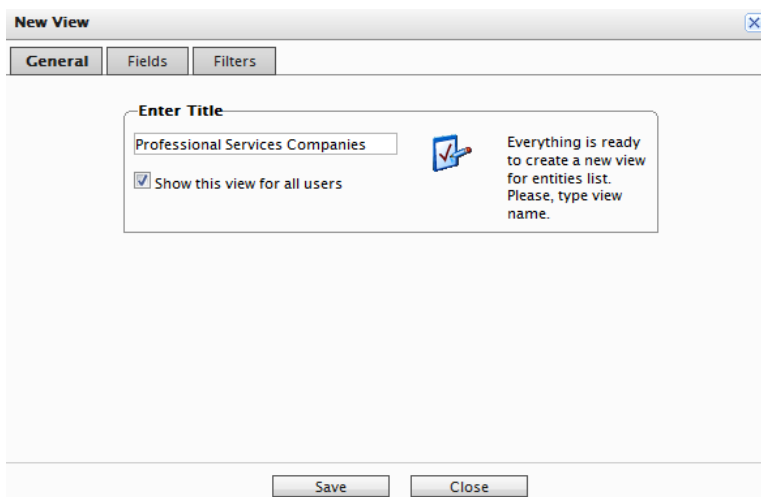 New View
General Fields Filters
Enter Title
Professional Services Companies
Show this view for all users
Everything is ready
to create a new view
for entities list.
Please, type view
name.
Save Close